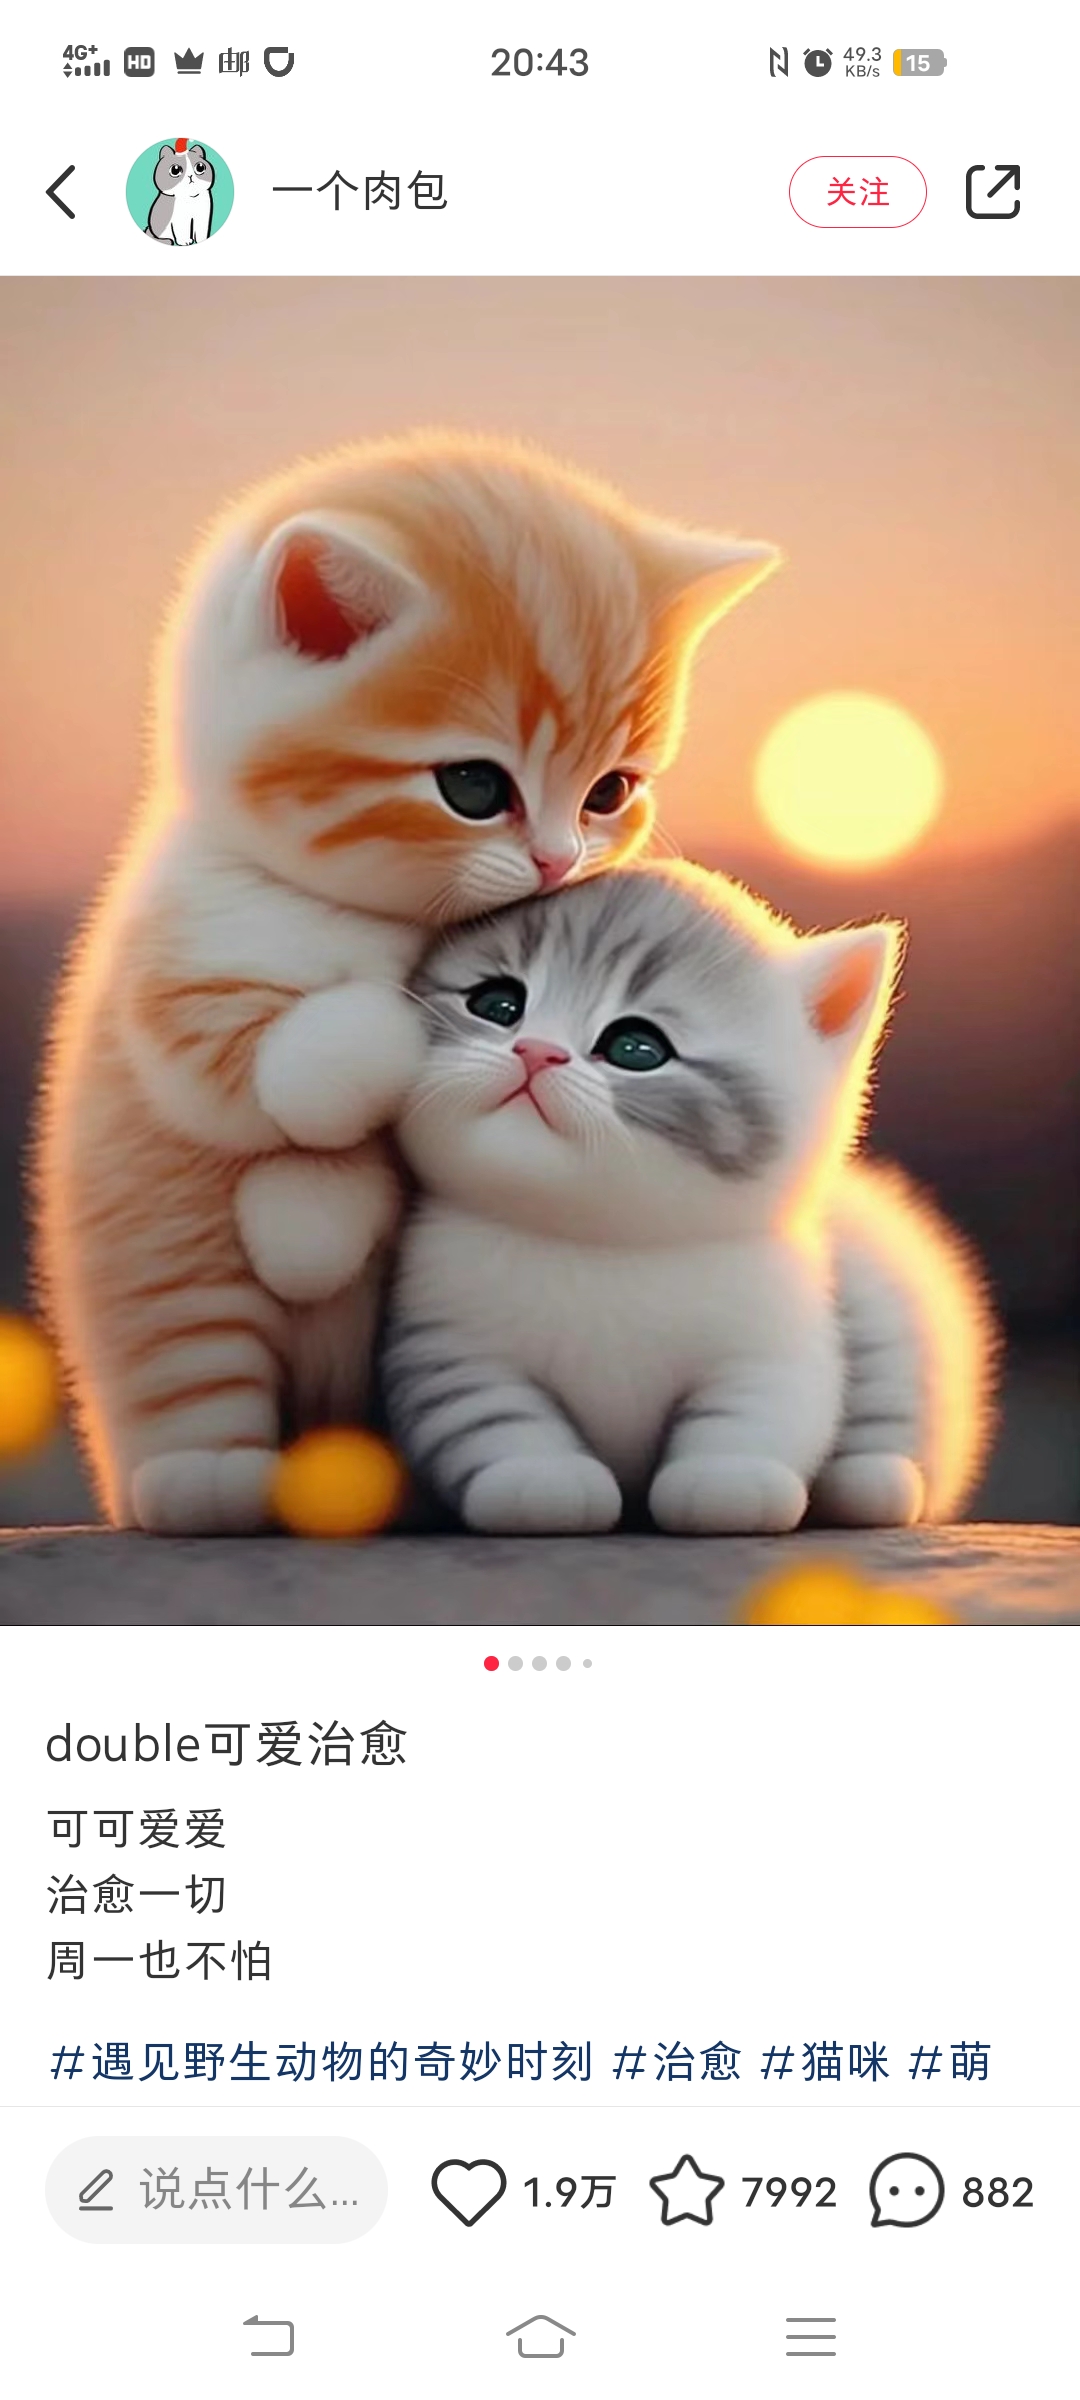 4G+ HD 邮 20:43 49.3 KB/s 15
一个肉包 关注
double可爱治愈
可可爱爱
治愈一切
周一也不怕
#遇见野生动物的奇妙时刻 #治愈 #猫咪 #萌
说点什么... 1.9万 7992 882